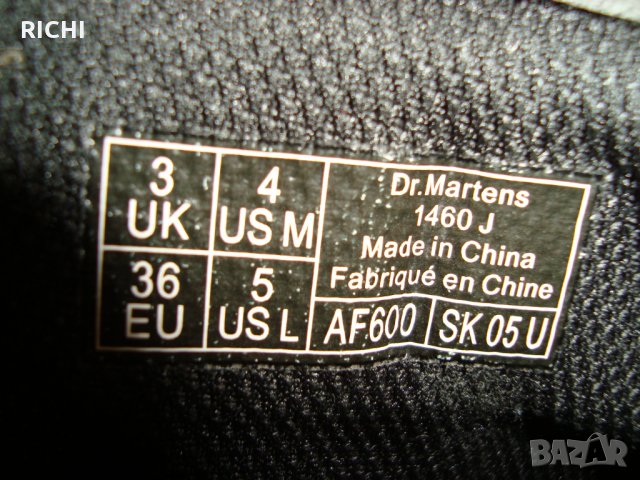 RICHI
3
UK
4
US M
36
EU
5
US L
Dr.Martens
1460 J
Made in China
Fabriqué en Chine
AF600
SK 05 U
BAZAR